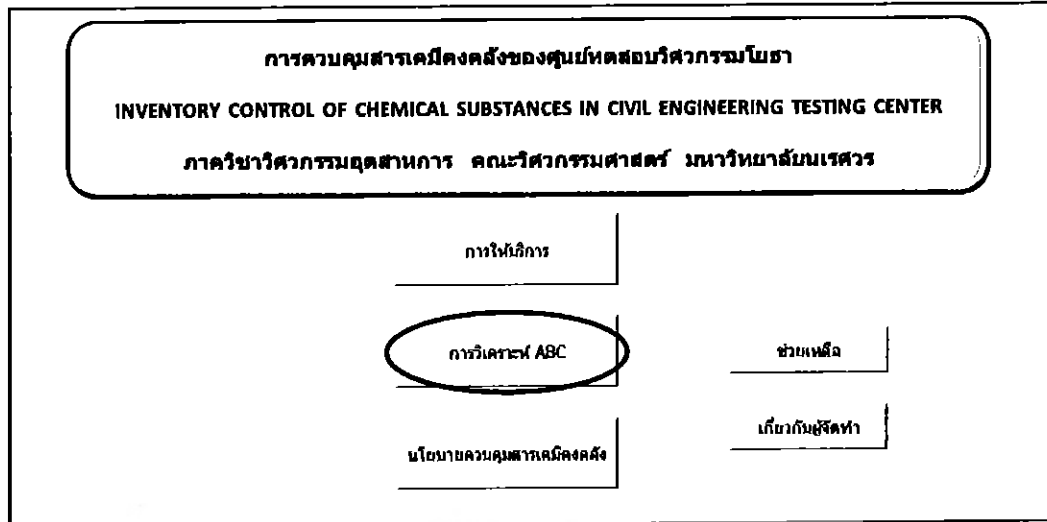 การควบคุมสารเคมีคงคลังของศูนย์ทดสอบวิศวกรรมโยธา
INVENTORY CONTROL OF CHEMICAL SUBSTANCES IN CIVIL ENGINEERING TESTING CENTER
ภาควิชาวิศวกรรมอุตสาหการ คณะวิศวกรรมศาสตร์ มหาวิทยาลัยนเรศวร
การให้บริการ
การวิเคราะห์ ABC
ช่วยเหลือ
เกี่ยวกับผู้จัดทำ
นโยบายควบคุมสารเคมีคงคลัง